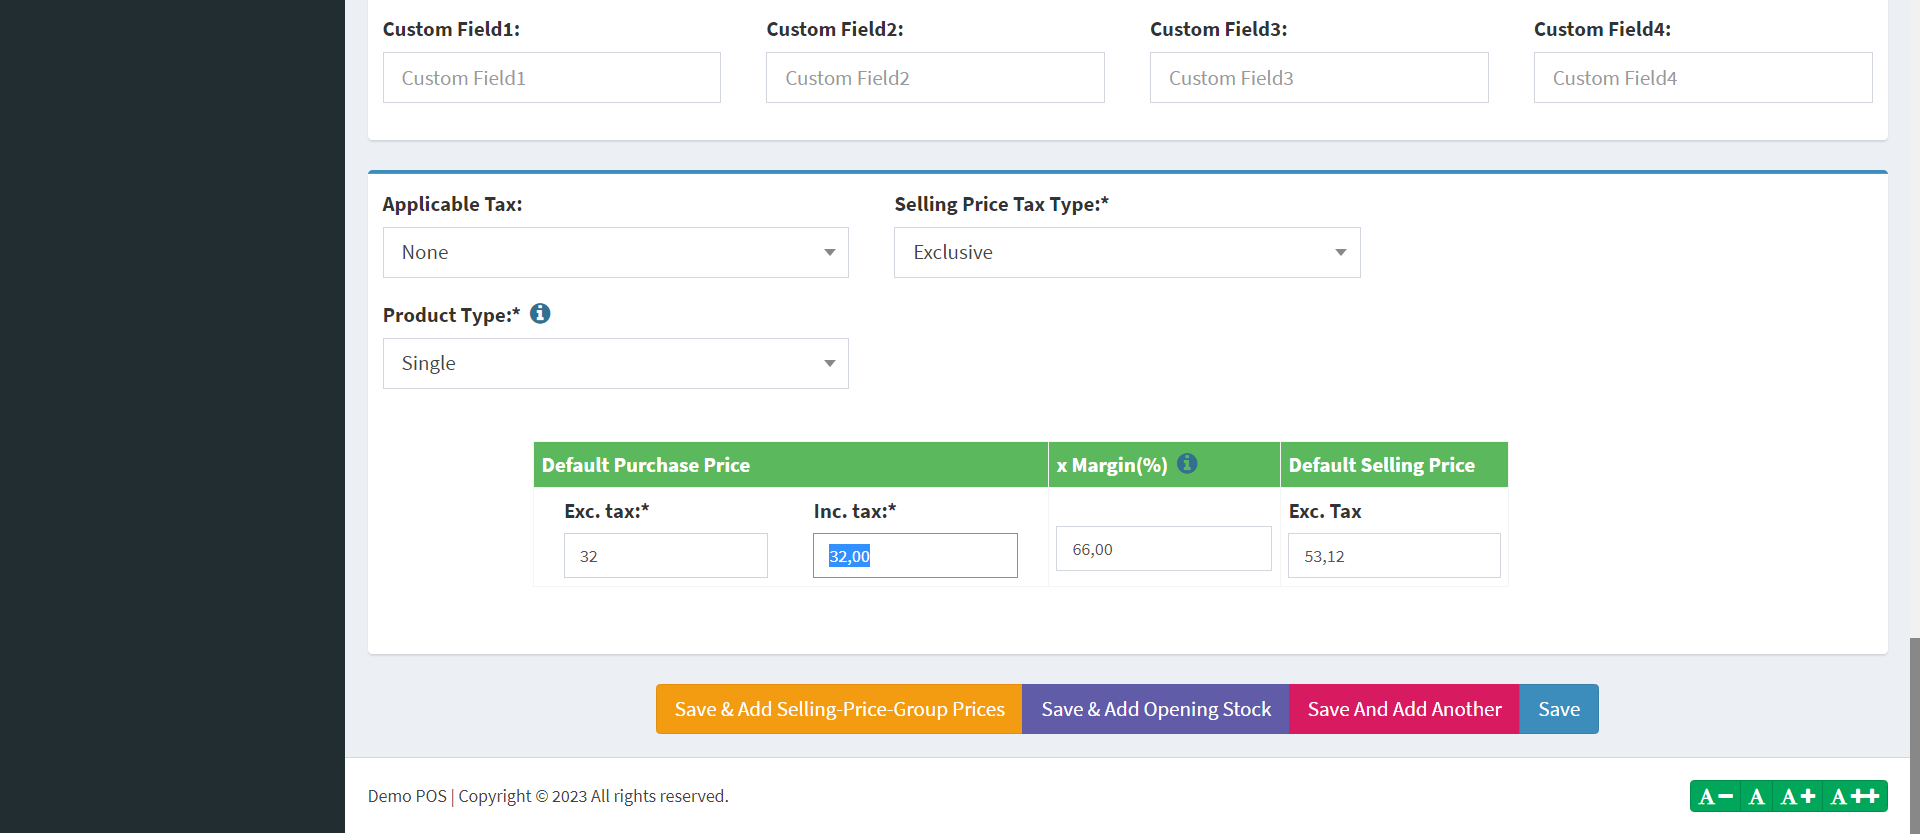 Custom Field1: Custom Field2: Custom Field3: Custom Field4:
Custom Field1 Custom Field2 Custom Field3 Custom Field4
Applicable Tax: Selling Price Tax Type:*
None Exclusive
Product Type:*
Single
Default Purchase Price x Margin(%) Default Selling Price
Exc. tax:* Inc. tax:* Exc. Tax
32 32,00 66,00 53,12
Save & Add Selling-Price-Group Prices Save & Add Opening Stock Save And Add Another Save
Demo POS | Copyright © 2023 All rights reserved.
A- A A+ A++